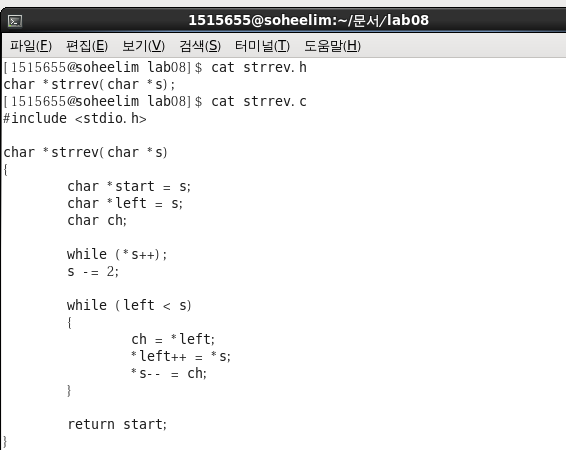 1515655@soheelim:~/문서/lab08
파일(F) 편집(E) 보기(V) 검색(S) 터미널(T) 도움말(H)
[1515655@soheelim lab08]$ cat strrev.h
char *strrev(char *s);
[1515655@soheelim lab08]$ cat strrev.c
#include <stdio.h>
char *strrev(char *s)
{
char *start = s;
char *left = s;
char ch;
while (*s++);
s -= 2;
while (left < s)
{
ch = *left;
*left++ = *s;
*s-- = ch;
}
return start;
}